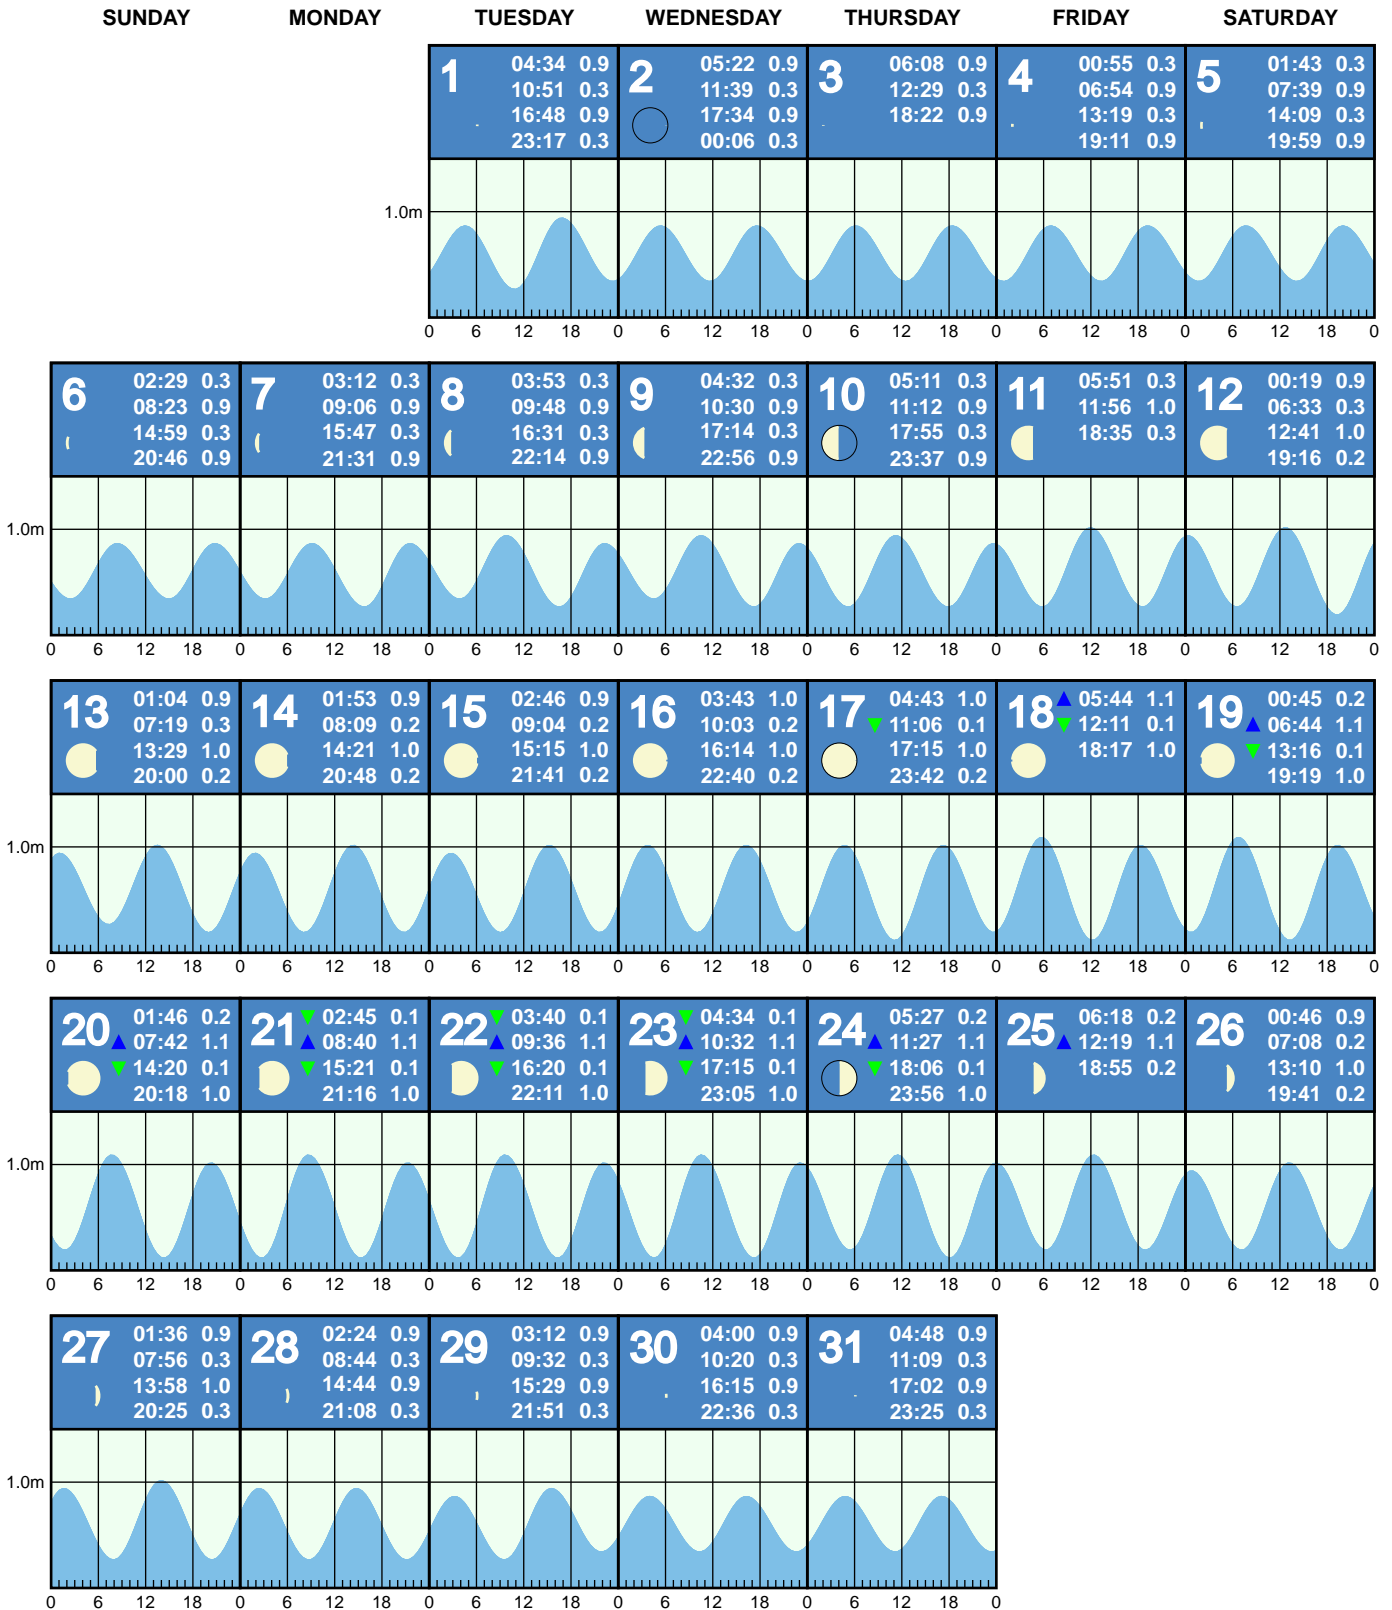 SUNDAY MONDAY TUESDAY WEDNESDAY THURSDAY FRIDAY SATURDAY
1 04:34 0.9
10:51 0.3
16:48 0.9
23:17 0.3
2 05:22 0.9
11:39 0.3
17:34 0.9
00:06 0.3
3 06:08 0.9
12:29 0.3
18:22 0.9
4 00:55 0.3
06:54 0.9
13:19 0.3
19:11 0.9
5 01:43 0.3
07:39 0.9
14:09 0.3
19:59 0.9
1.0m
0 6 12 18 0 6 12 18 0 6 12 18 0 6 12 18 0 6 12 18 0
6 02:29 0.3
08:23 0.9
14:59 0.3
20:46 0.9
7 03:12 0.3
09:06 0.9
15:47 0.3
21:31 0.9
8 03:53 0.3
09:48 0.9
16:31 0.3
22:14 0.9
9 04:32 0.3
10:30 0.9
17:14 0.3
22:56 0.9
10 05:11 0.3
11:12 0.9
17:55 0.3
23:37 0.9
11 05:51 0.3
11:56 1.0
18:35 0.3
12 00:19 0.9
06:33 0.3
12:41 1.0
19:16 0.2
1.0m
0 6 12 18 0 6 12 18 0 6 12 18 0 6 12 18 0 6 12 18 0 6 12 18 0 6 12 18 0
13 01:04 0.9
07:19 0.3
13:29 1.0
20:00 0.2
14 01:53 0.9
08:09 0.2
14:21 1.0
20:48 0.2
15 02:46 0.9
09:04 0.2
15:15 1.0
21:41 0.2
16 03:43 1.0
10:03 0.2
16:14 1.0
22:40 0.2
17 04:43 1.0
11:06 0.1
17:15 1.0
23:42 0.2
18 05:44 1.1
12:11 0.1
18:17 1.0
19 00:45 0.2
06:44 1.1
13:16 0.1
19:19 1.0
1.0m
0 6 12 18 0 6 12 18 0 6 12 18 0 6 12 18 0 6 12 18 0 6 12 18 0 6 12 18 0
20 01:46 0.2
07:42 1.1
14:20 0.1
20:18 1.0
21 02:45 0.1
08:40 1.1
15:21 0.1
21:16 1.0
22 03:40 0.1
09:36 1.1
16:20 0.1
22:11 1.0
23 04:34 0.1
10:32 1.1
17:15 0.1
23:05 1.0
24 05:27 0.2
11:27 1.1
18:06 0.1
23:56 1.0
25 06:18 0.2
12:19 1.1
18:55 0.2
26 00:46 0.9
07:08 0.2
13:10 1.0
19:41 0.2
1.0m
0 6 12 18 0 6 12 18 0 6 12 18 0 6 12 18 0 6 12 18 0 6 12 18 0 6 12 18 0
27 01:36 0.9
07:56 0.3
13:58 1.0
20:25 0.3
28 02:24 0.9
08:44 0.3
14:44 0.9
21:08 0.3
29 03:12 0.9
09:32 0.3
15:29 0.9
21:51 0.3
30 04:00 0.9
10:20 0.3
16:15 0.9
22:36 0.3
31 04:48 0.9
11:09 0.3
17:02 0.9
23:25 0.3
1.0m
0 6 12 18 0 6 12 18 0 6 12 18 0 6 12 18 0 6 12 18 0